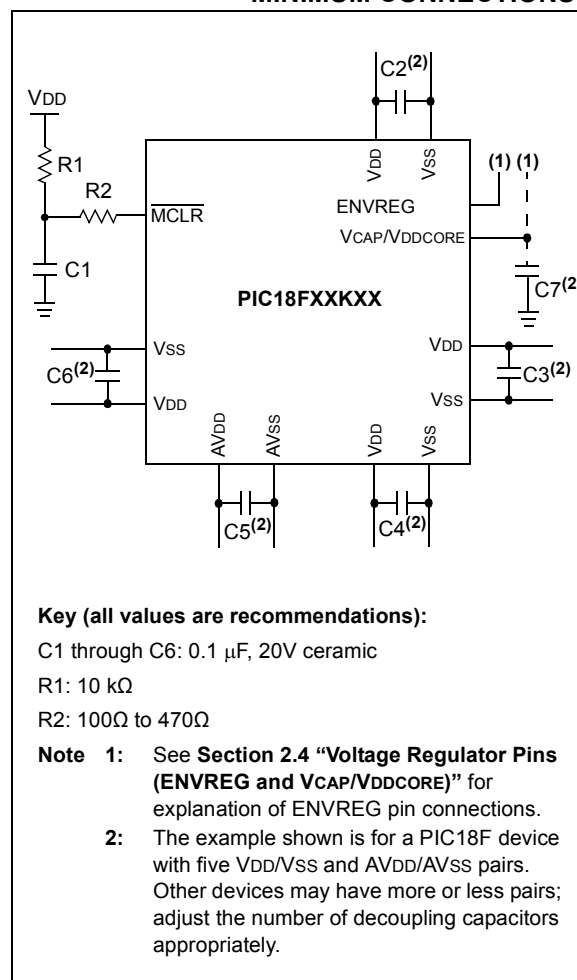 C2(2)
VDD
R1
R2
C1
VDD
VSS
(1) (1)
MCLR
ENVREG
VCAP/VDDCORE
C7(2
PIC18FXXKXX
VSS
C6(2)
VDD
VDD
C3(2)
VSS
AVDD
AVSS
VDD
VSS
C5(2)
C4(2)
Key (all values are recommendations):
C1 through C6: 0.1 μF, 20V ceramic
R1: 10 kΩ
R2: 100Ω to 470Ω
Note 1: See Section 2.4 “Voltage Regulator Pins
(ENVREG and VCAP/VDDCORE)” for
explanation of ENVREG pin connections.
2: The example shown is for a PIC18F device
with five VDD/VSS and AVDD/AVSS pairs.
Other devices may have more or less pairs;
adjust the number of decoupling capacitors
appropriately.